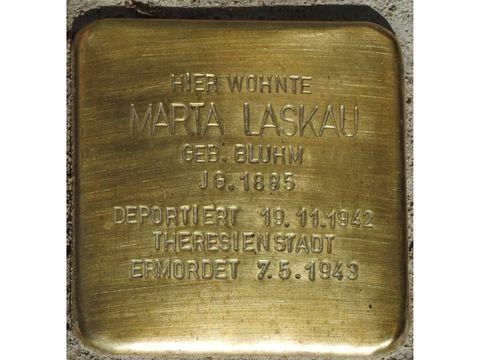 HIER WOHNTE
MARTA LASKAU
GEB. BLUHM
JG. 1885
DEPORTIERT 19.11.1942
THERESIENSTADT
ERMORDET 7.5.1943